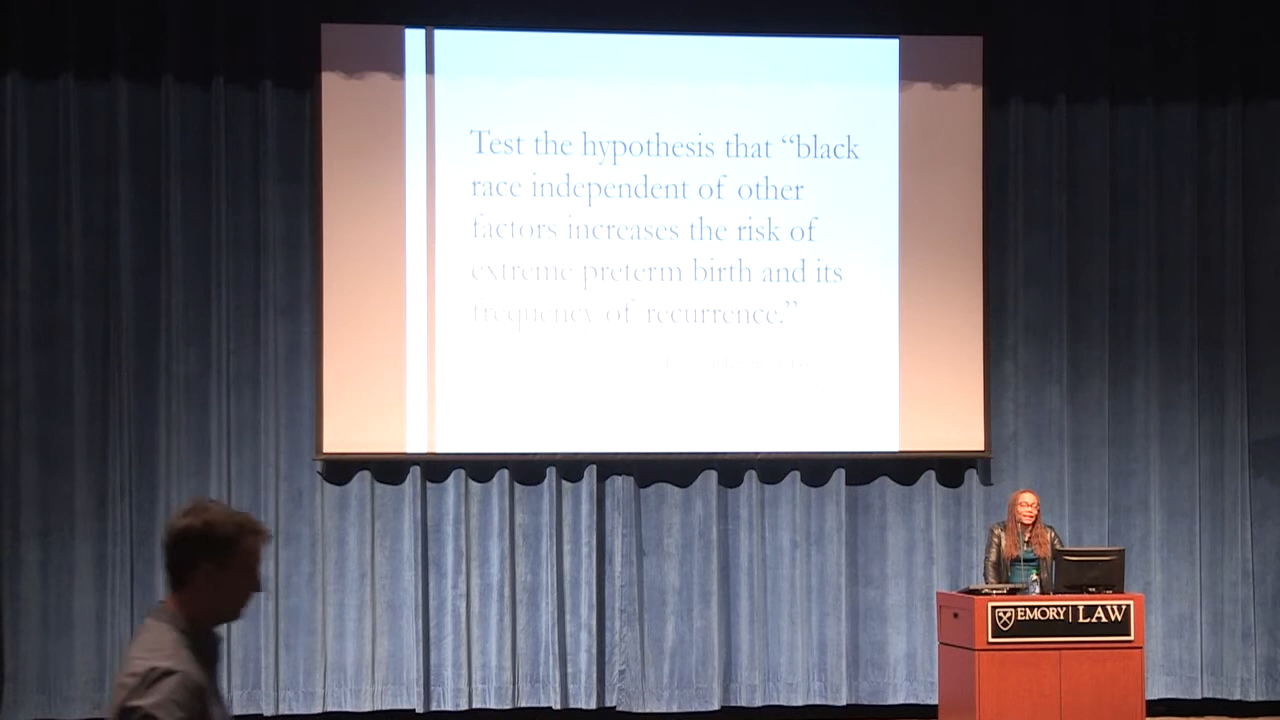 Test the hypothesis that “black
race independent of other
factors increases the risk of
extreme preterm birth and its
frequency of recurrence.”
EMORY | LAW